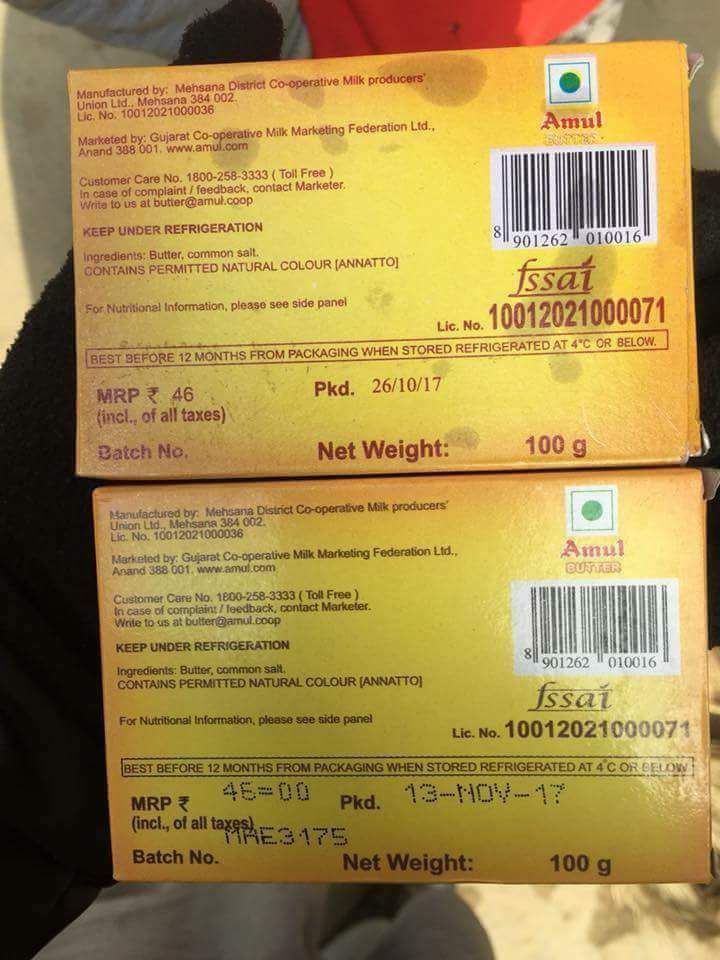 Manufactured by: Mehsana District Co-operative Milk producers'
Union Ltd., Mehsana 384 002.
Lic. No. 10012021000036
Marketed by: Gujarat Co-operative Milk Marketing Federation Ltd.,
Anand 388 001. www.amul.com
Customer Care No. 1800-258-3333 ( Toll Free )
In case of complaint / feedback, contact Marketer.
Write to us at butter@amul.coop
KEEP UNDER REFRIGERATION
Ingredients: Butter, common salt.
CONTAINS PERMITTED NATURAL COLOUR [ANNATTO]
For Nutritional Information, please see side panel
Amul
BUTTER
8 901262 010016
fssai
Lic. No. 10012021000071
BEST BEFORE 12 MONTHS FROM PACKAGING WHEN STORED REFRIGERATED AT 4°C OR BELOW.
MRP ₹ 46 Pkd. 26/10/17
(incl., of all taxes)
Batch No. Net Weight: 100 g
Manufactured by: Mehsana District Co-operative Milk producers'
Union Ltd., Mehsana 384 002.
Lic. No. 10012021000036
Marketed by: Gujarat Co-operative Milk Marketing Federation Ltd.,
Anand 388 001. www.amul.com
Customer Care No. 1800-258-3333 ( Toll Free )
In case of complaint / feedback, contact Marketer.
Write to us at butter@amul.coop
KEEP UNDER REFRIGERATION
Ingredients: Butter, common salt.
CONTAINS PERMITTED NATURAL COLOUR [ANNATTO]
For Nutritional Information, please see side panel
Amul
BUTTER
8 901262 010016
fssai
Lic. No. 10012021000071
BEST BEFORE 12 MONTHS FROM PACKAGING WHEN STORED REFRIGERATED AT 4°C OR BELOW
MRP ₹ 46=00 Pkd. 13-NOV-17
(incl., of all taxes)
MAE3175
Batch No. Net Weight: 100 g